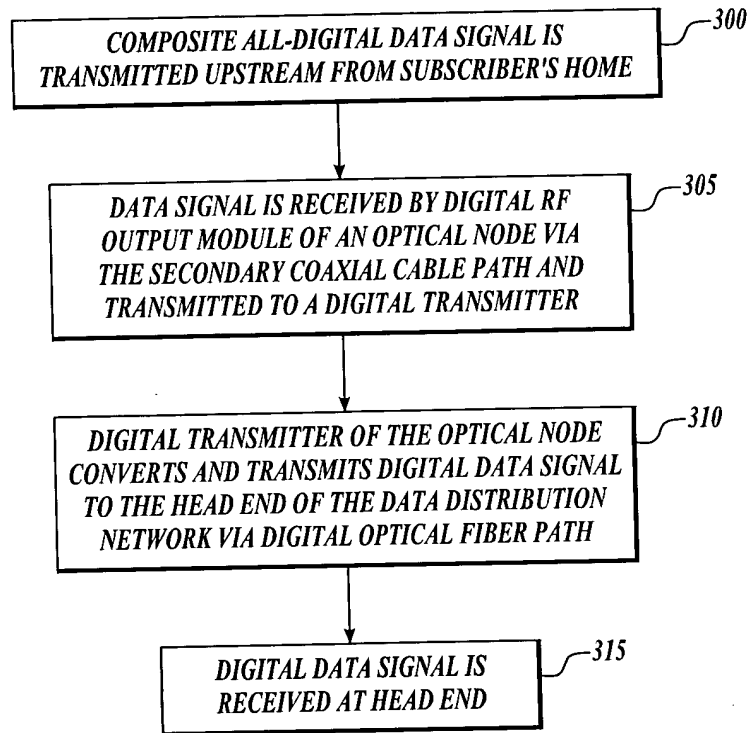 COMPOSITE ALL-DIGITAL DATA SIGNAL IS
TRANSMITTED UPSTREAM FROM SUBSCRIBER'S HOME
300
DATA SIGNAL IS RECEIVED BY DIGITAL RF
OUTPUT MODULE OF AN OPTICAL NODE VIA
THE SECONDARY COAXIAL CABLE PATH AND
TRANSMITTED TO A DIGITAL TRANSMITTER
305
DIGITAL TRANSMITTER OF THE OPTICAL NODE
CONVERTS AND TRANSMITS DIGITAL DATA SIGNAL
TO THE HEAD END OF THE DATA DISTRIBUTION
NETWORK VIA DIGITAL OPTICAL FIBER PATH
310
DIGITAL DATA SIGNAL IS
RECEIVED AT HEAD END
315